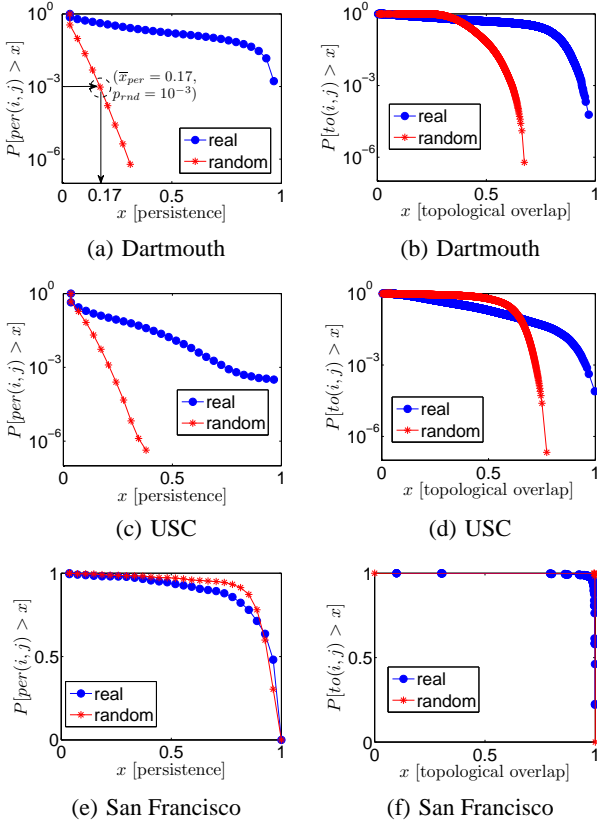 10^0
10^-3
10^-6
P[per(i, j) > x]
(x̄_per = 0.17,
p_rnd = 10^-3)
real
random
0 0.17 0.5 1
x [persistence]
(a) Dartmouth
10^0
10^-3
10^-6
P[to(i, j) > x]
real
random
0 0.5 1
x [topological overlap]
(b) Dartmouth
10^0
10^-3
10^-6
P[per(i, j) > x]
real
random
0 0.5 1
x [persistence]
(c) USC
10^0
10^-3
10^-6
P[to(i, j) > x]
real
random
0 0.5 1
x [topological overlap]
(d) USC
1
0.5
0
P[per(i, j) > x]
real
random
0 0.5 1
x [persistence]
(e) San Francisco
1
0.5
0
P[to(i, j) > x]
real
random
0 0.5 1
x [topological overlap]
(f) San Francisco